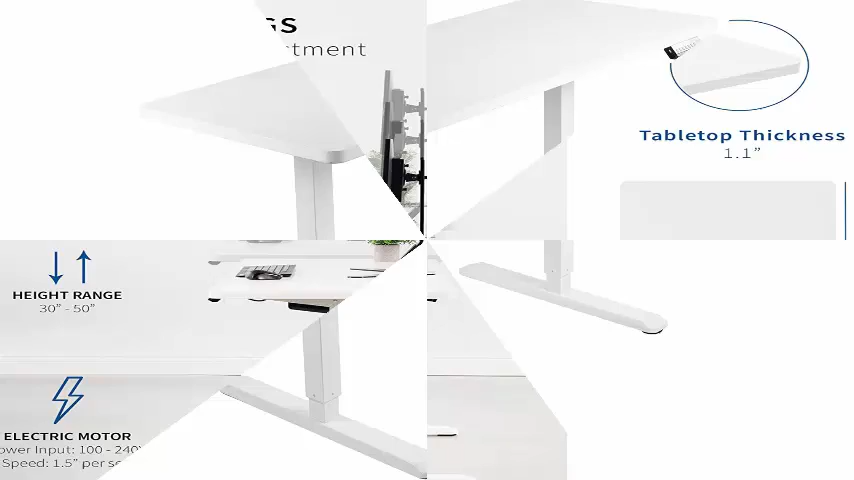 GS
tment
Tabletop Thickness
1.1”
HEIGHT RANGE
30” - 50”
ELECTRIC MOTOR
ower Input: 100 - 240
Speed: 1.5” per se